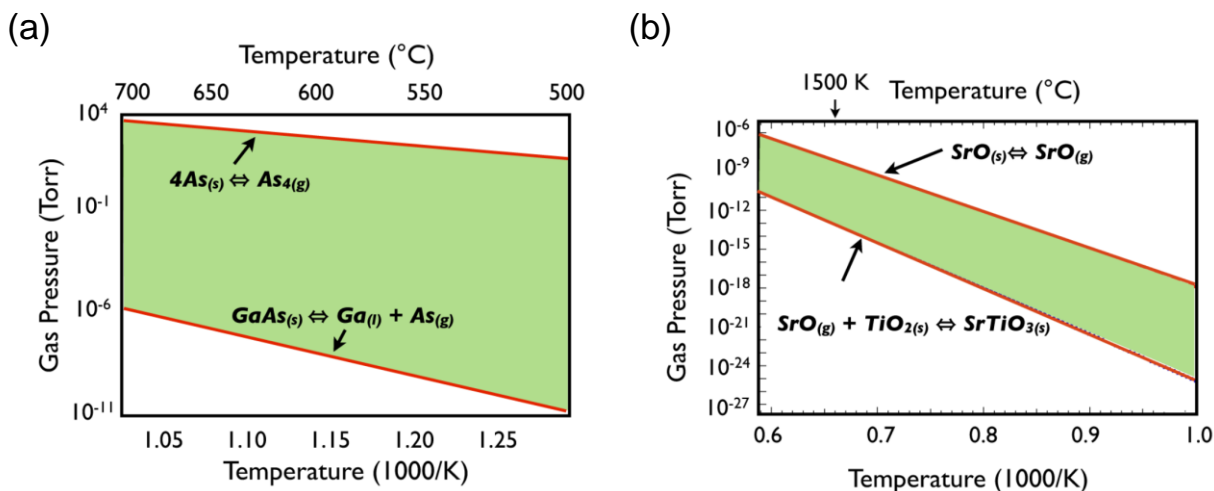 (a)
Temperature (°C)
700 650 600 550 500
10⁴
10⁻¹
10⁻⁶
10⁻¹¹
Gas Pressure (Torr)
4As(s) ⇔ As4(g)
GaAs(s) ⇔ Ga(l) + As(g)
1.05 1.10 1.15 1.20 1.25
Temperature (1000/K)
(b)
1500 K
Temperature (°C)
10⁻⁶
10⁻⁹
10⁻¹²
10⁻¹⁵
10⁻¹⁸
10⁻²¹
10⁻²⁴
10⁻²⁷
Gas Pressure (Torr)
SrO(s) ⇔ SrO(g)
SrO(g) + TiO2(s) ⇔ SrTiO3(s)
0.6 0.7 0.8 0.9 1.0
Temperature (1000/K)